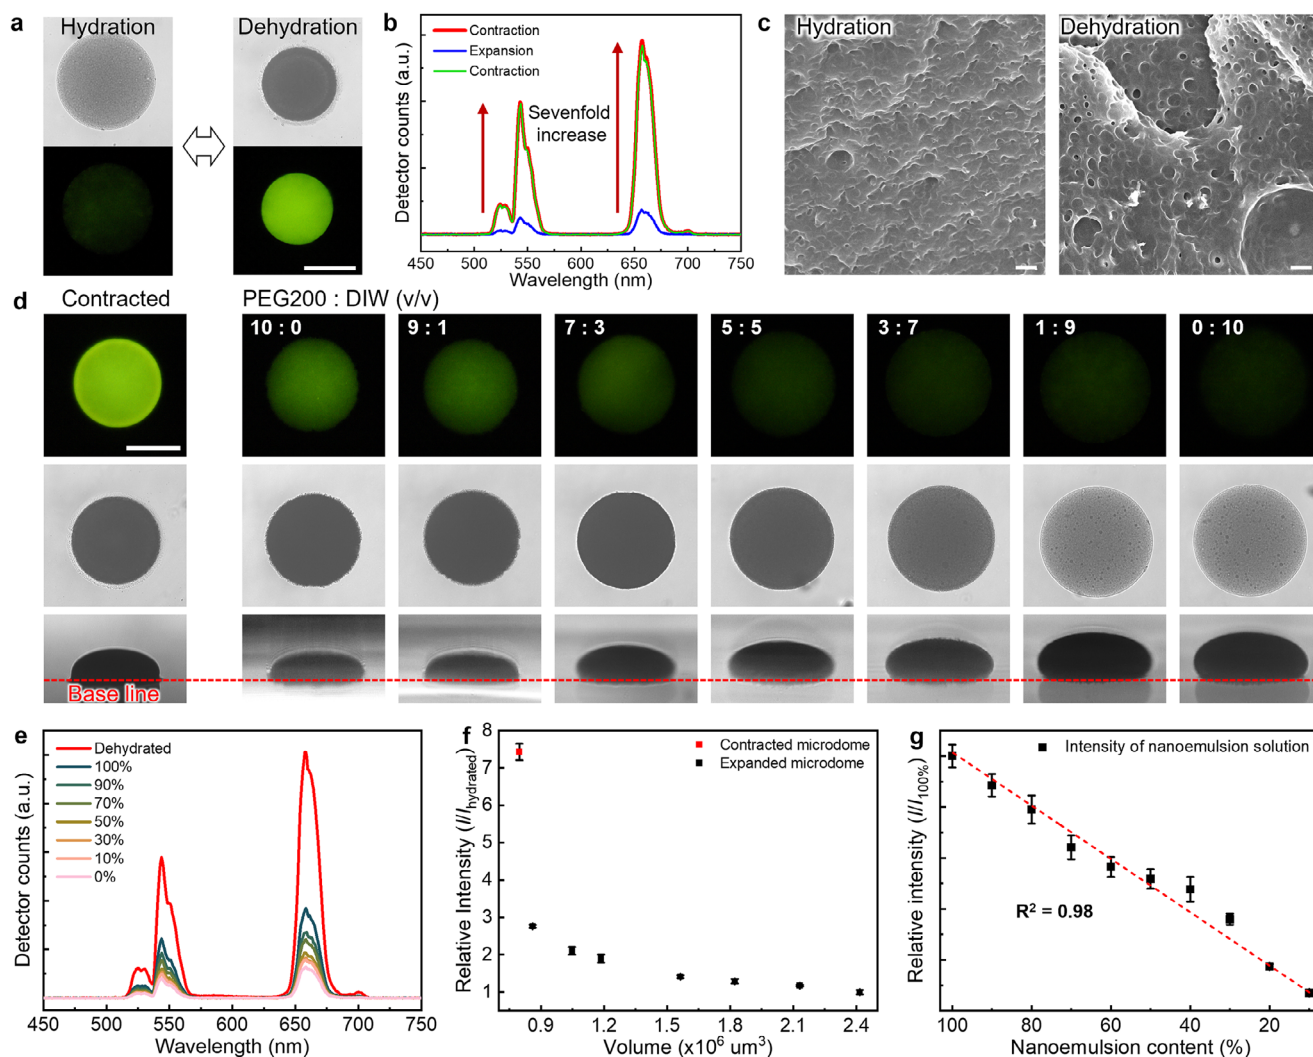 a
Hydration
Dehydration
b
Contraction
Expansion
Contraction
Sevenfold
increase
Detector counts (a.u.)
450 500 550 600 650 700 750
Wavelength (nm)
c
Hydration
Dehydration
d
Contracted
PEG200 : DIW (v/v)
10 : 0
9 : 1
7 : 3
5 : 5
3 : 7
1 : 9
0 : 10
Base line
e
Dehydrated
100%
90%
70%
50%
30%
10%
0%
Detector counts (a.u.)
450 500 550 600 650 700 750
Wavelength (nm)
f
Contracted microdome
Expanded microdome
Relative Intensity (I/Ihydrated)
8
7
6
5
4
3
2
1
0.9 1.2 1.5 1.8 2.1 2.4
Volume (x10⁶ um³)
g
Intensity of nanoemulsion solution
R² = 0.98
Relative intensity (I/I100%)
100 80 60 40 20
Nanoemulsion content (%)